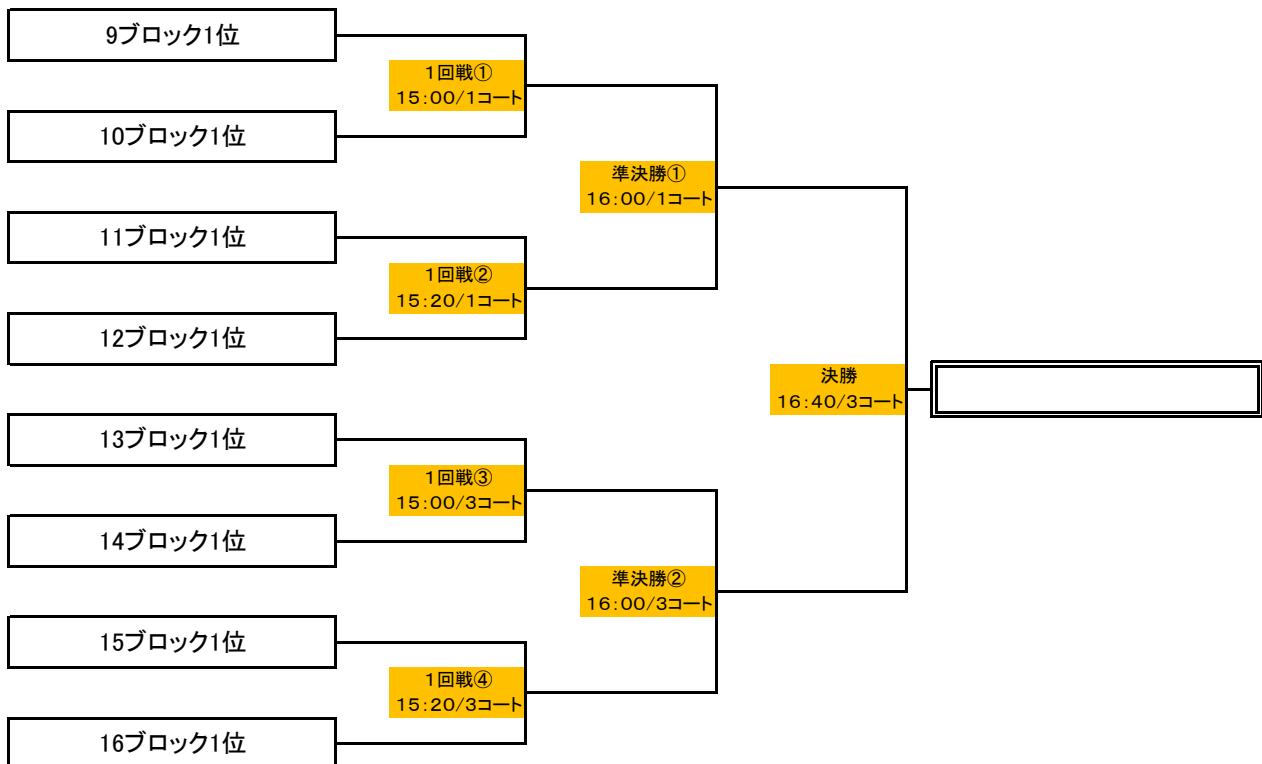 9ブロック1位
1回戦①
15:00/1コート
10ブロック1位
準決勝①
16:00/1コート
11ブロック1位
1回戦②
15:20/1コート
12ブロック1位
決勝
16:40/3コート
13ブロック1位
1回戦③
15:00/3コート
14ブロック1位
準決勝②
16:00/3コート
15ブロック1位
1回戦④
15:20/3コート
16ブロック1位